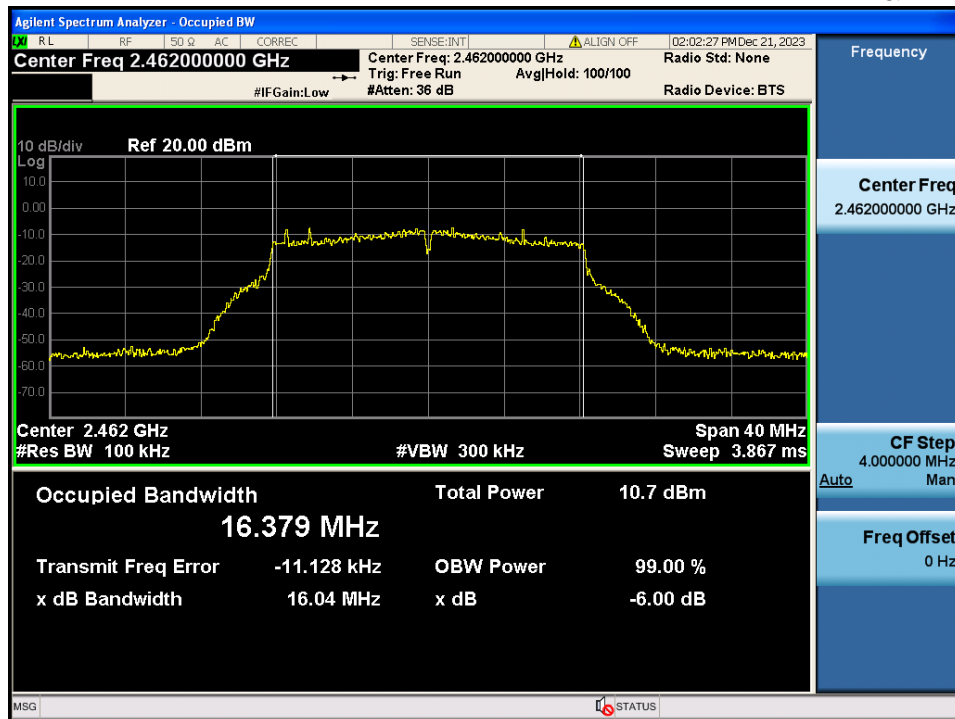 Agilent Spectrum Analyzer - Occupied BW
LXI RL RF 50 Ω AC CORREC SENSE:INT ALIGN OFF 02:02:27 PM Dec 21, 2023
Center Freq 2.462000000 GHz
Center Freq: 2.462000000 GHz Radio Std: None
Trig: Free Run Avg|Hold: 100/100
#IFGain:Low #Atten: 36 dB Radio Device: BTS
10 dB/div Ref 20.00 dBm
Log
10.0
0.00
-10.0
-20.0
-30.0
-40.0
-50.0
-60.0
-70.0
Center 2.462 GHz Span 40 MHz
#Res BW 100 kHz #VBW 300 kHz Sweep 3.867 ms
Occupied Bandwidth Total Power 10.7 dBm
16.379 MHz
Transmit Freq Error -11.128 kHz OBW Power 99.00 %
x dB Bandwidth 16.04 MHz x dB -6.00 dB
Frequency
Center Freq
2.462000000 GHz
CF Step
4.000000 MHz
Auto Man
Freq Offset
0 Hz
MSG STATUS